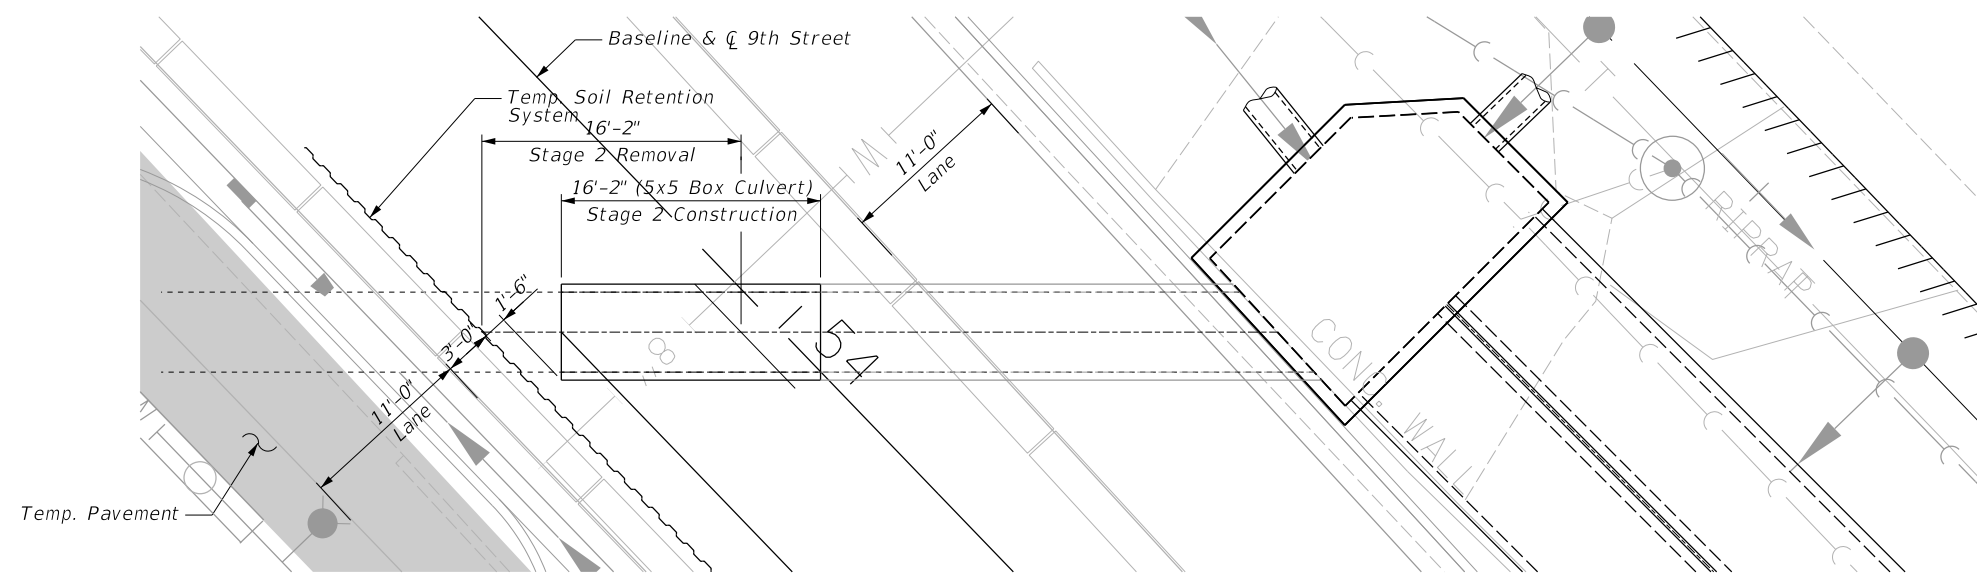 Baseline & ℄ 9th Street
Temp. Soil Retention
System
16'-2"
Stage 2 Removal
16'-2" (5x5 Box Culvert)
Stage 2 Construction
11'-0"
Lane
M
RIPRAP
1'-6"
3'-0"
11'-0"
Lane
54
CONC. WALL
Temp. Pavement